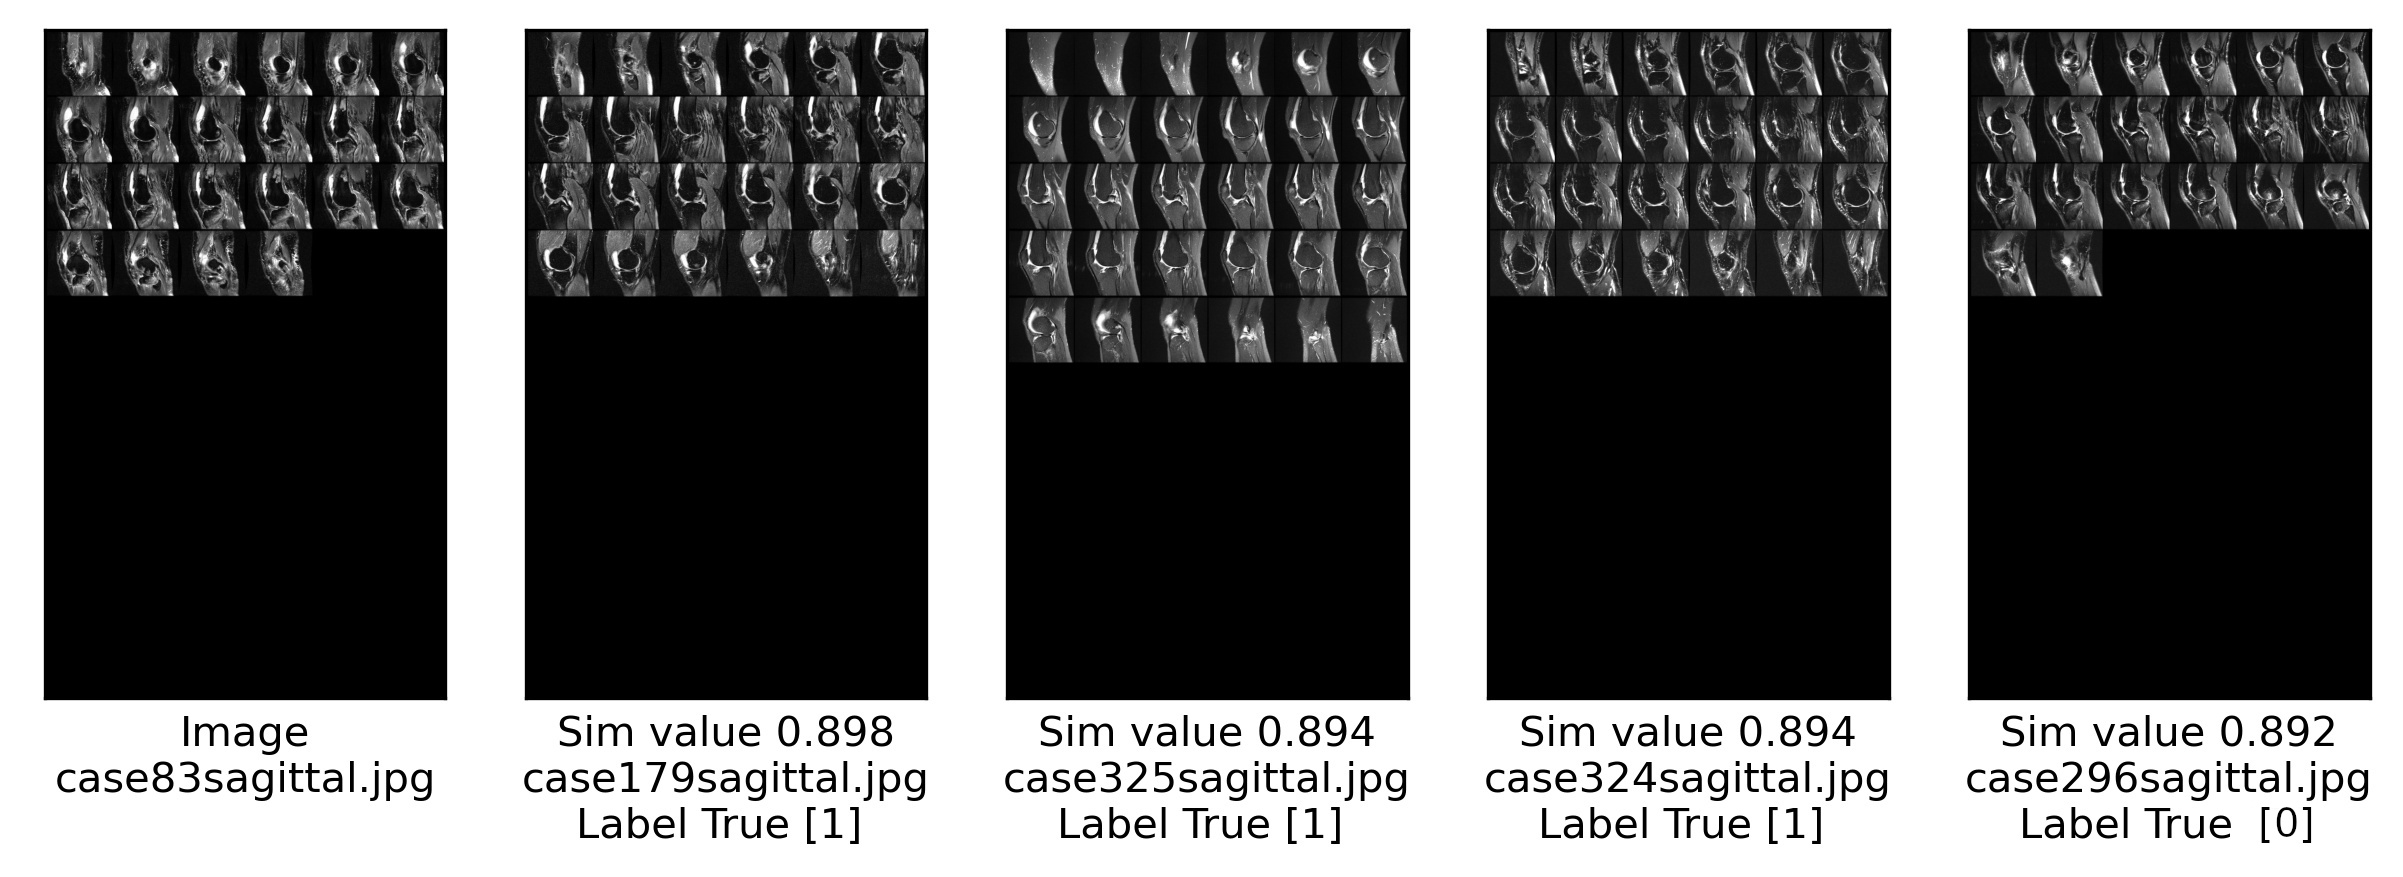 Image
case83sagittal.jpg
Sim value 0.898
case179sagittal.jpg
Label True [1]
Sim value 0.894
case325sagittal.jpg
Label True [1]
Sim value 0.894
case324sagittal.jpg
Label True [1]
Sim value 0.892
case296sagittal.jpg
Label True  [0]